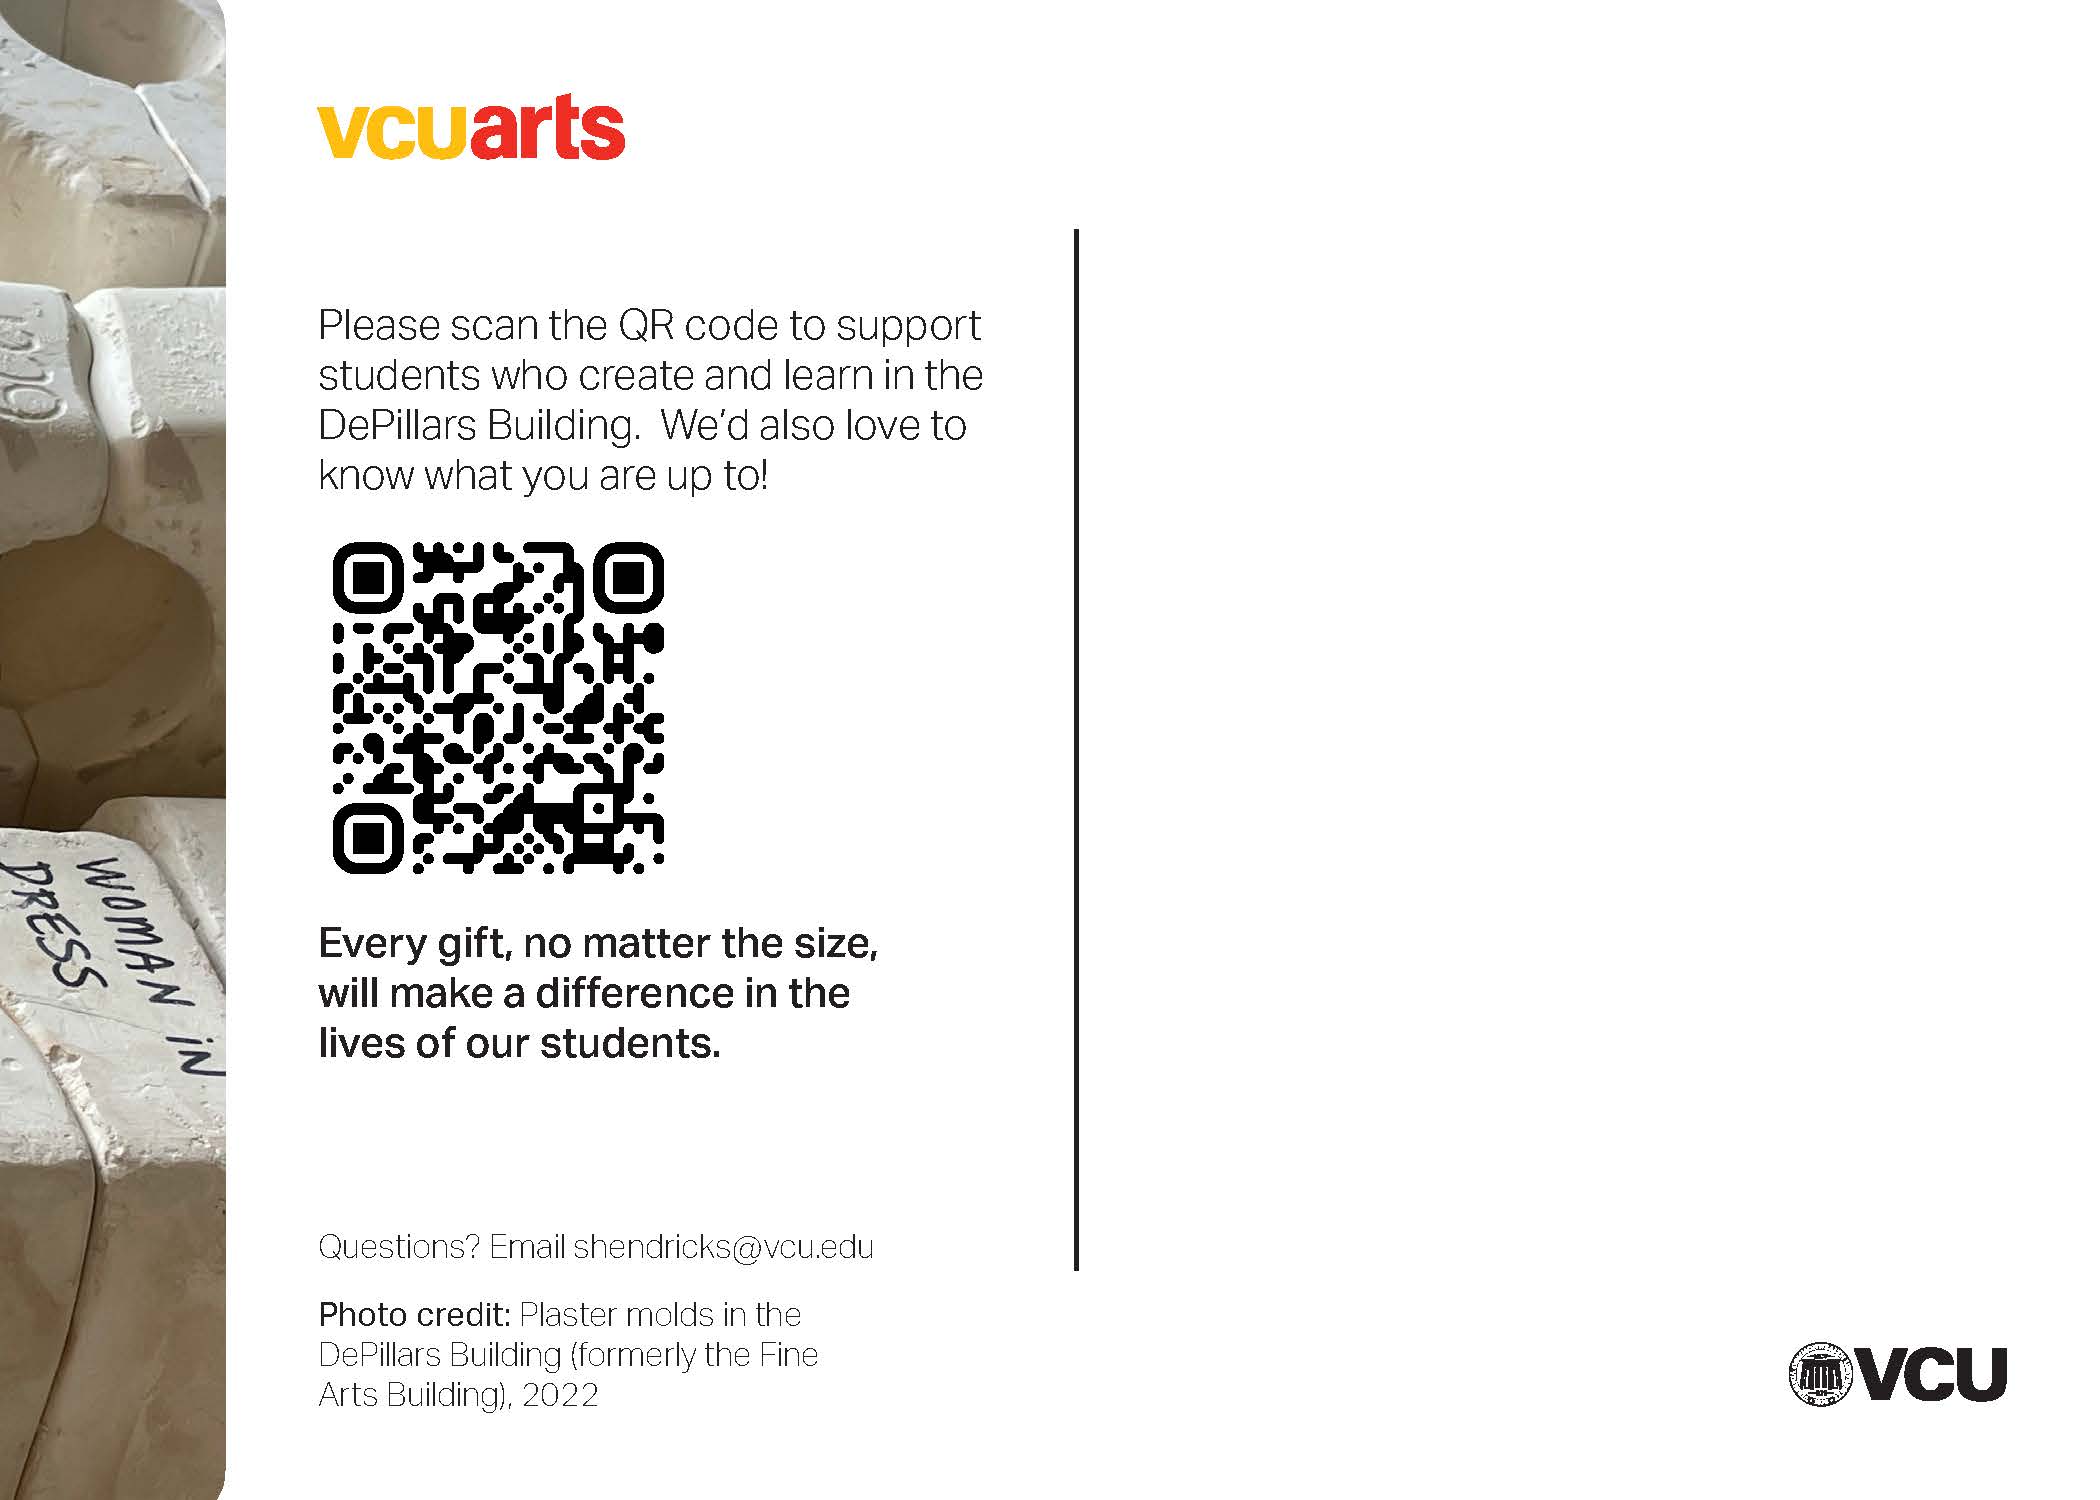 vcuarts
Please scan the QR code to support
students who create and learn in the
DePillars Building.  We'd also love to
know what you are up to!
Every gift, no matter the size,
will make a difference in the
lives of our students.
Questions? Email shendricks@vcu.edu
Photo credit: Plaster molds in the
DePillars Building (formerly the Fine
Arts Building), 2022
WOMAN IN
DRESS
VCU